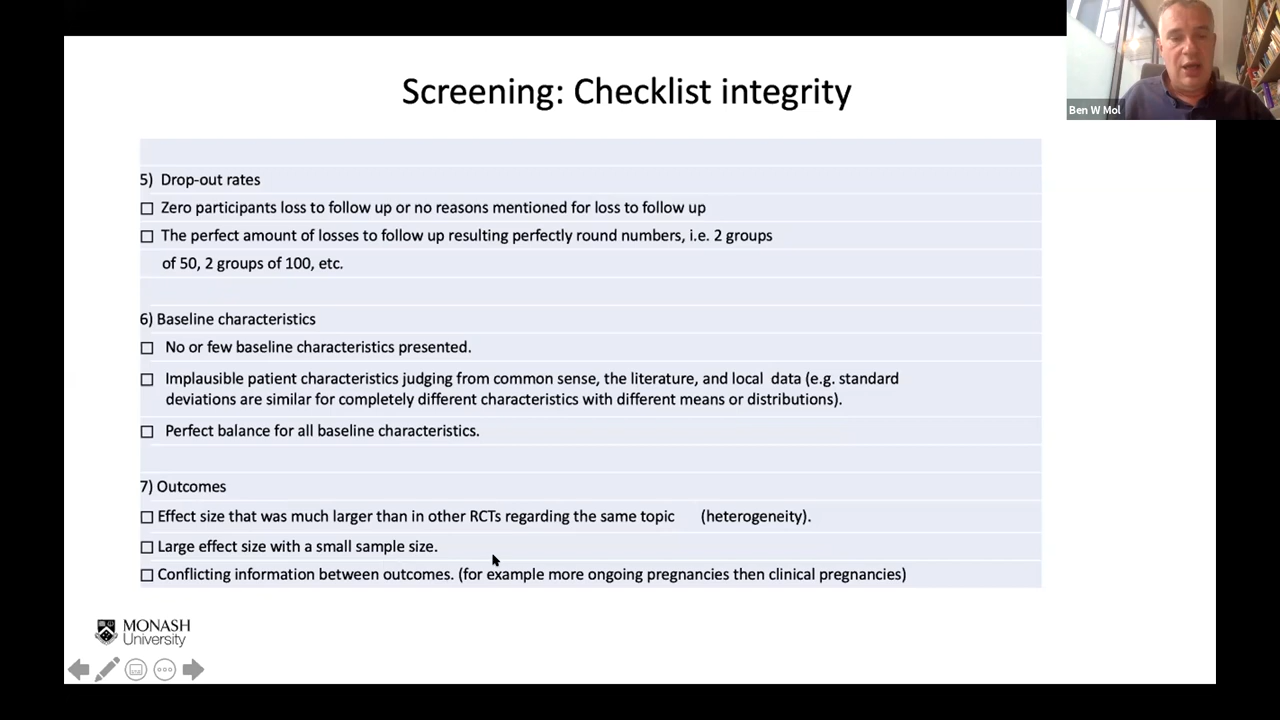 Screening: Checklist integrity
Ben W Mol
5) Drop-out rates
☐ Zero participants loss to follow up or no reasons mentioned for loss to follow up
☐ The perfect amount of losses to follow up resulting perfectly round numbers, i.e. 2 groups
of 50, 2 groups of 100, etc.
6) Baseline characteristics
☐ No or few baseline characteristics presented.
☐ Implausible patient characteristics judging from common sense, the literature, and local data (e.g. standard
deviations are similar for completely different characteristics with different means or distributions).
☐ Perfect balance for all baseline characteristics.
7) Outcomes
☐ Effect size that was much larger than in other RCTs regarding the same topic (heterogeneity).
☐ Large effect size with a small sample size.
☐ Conflicting information between outcomes. (for example more ongoing pregnancies then clinical pregnancies)
MONASH
University